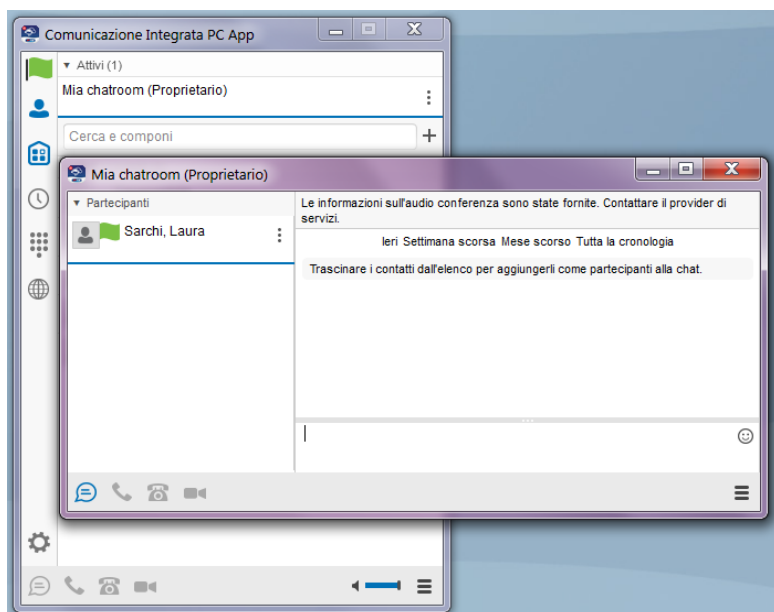 Comunicazione Integrata PC App
Attivi (1)
Mia chatroom (Proprietario)
Cerca e componi
Mia chatroom (Proprietario)
Partecipanti
Sarchi, Laura
Le informazioni sull'audio conferenza sono state fornite. Contattare il provider di
servizi.
Ieri Settimana scorsa Mese scorso Tutta la cronologia
Trascinare i contatti dall'elenco per aggiungerli come partecipanti alla chat.